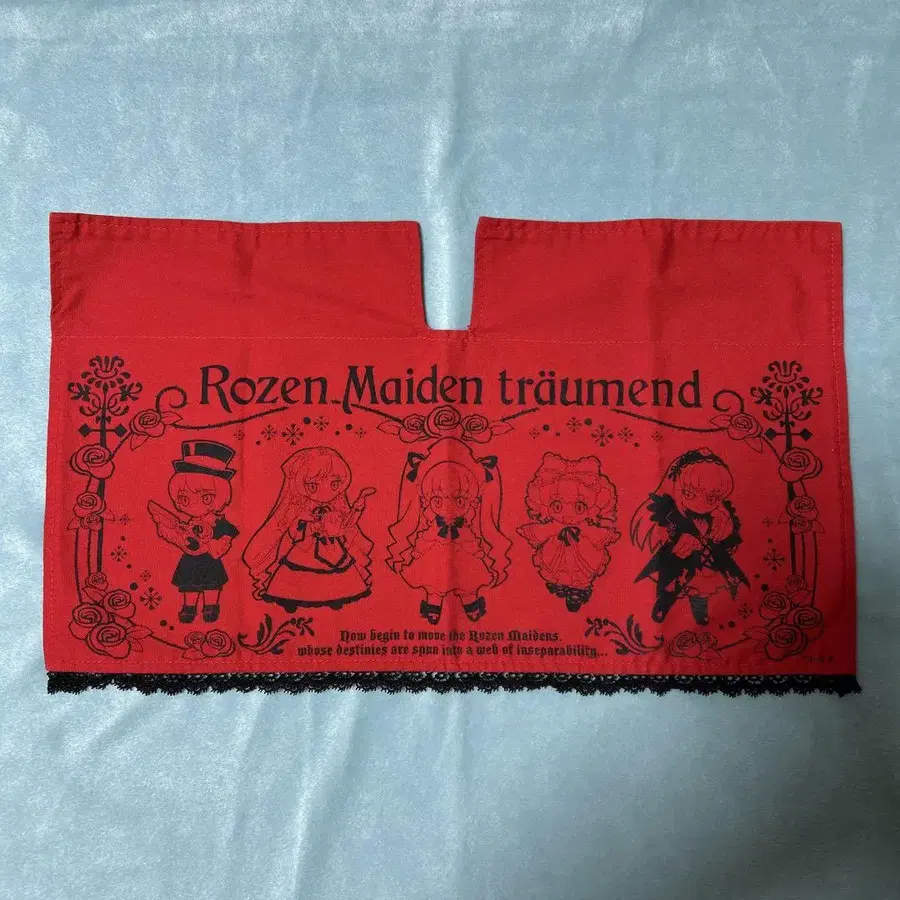 Rozen Maiden träumend
Now begin to move the Rozen Maidens,
whose destinies are spun into a web of inseparability...